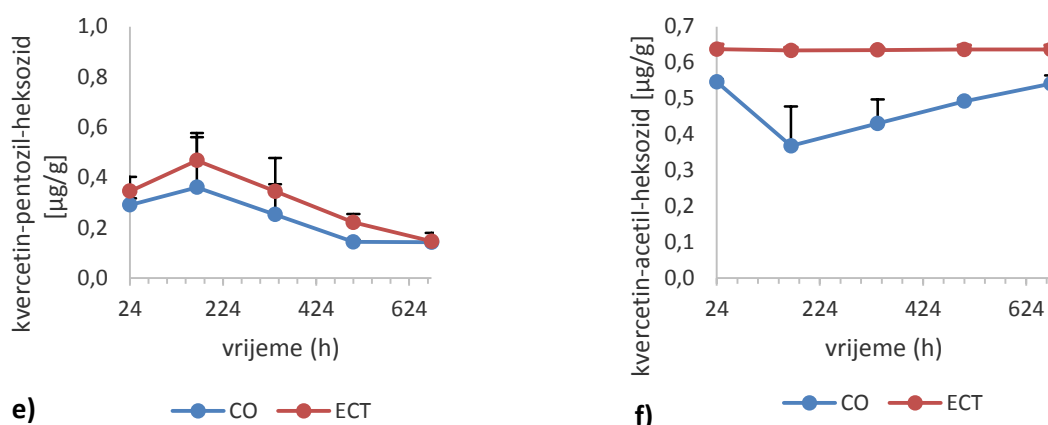 kvercetin-pentozil-heksozid
[µg/g]
1,0
0,8
0,6
0,4
0,2
0,0
24
224
424
624
vrijeme (h)
e)
CO
ECT
kvercetin-acetil-heksozid [µg/g]
0,7
0,6
0,5
0,4
0,3
0,2
0,1
0,0
24
224
424
624
vrijeme (h)
f)
CO
ECT